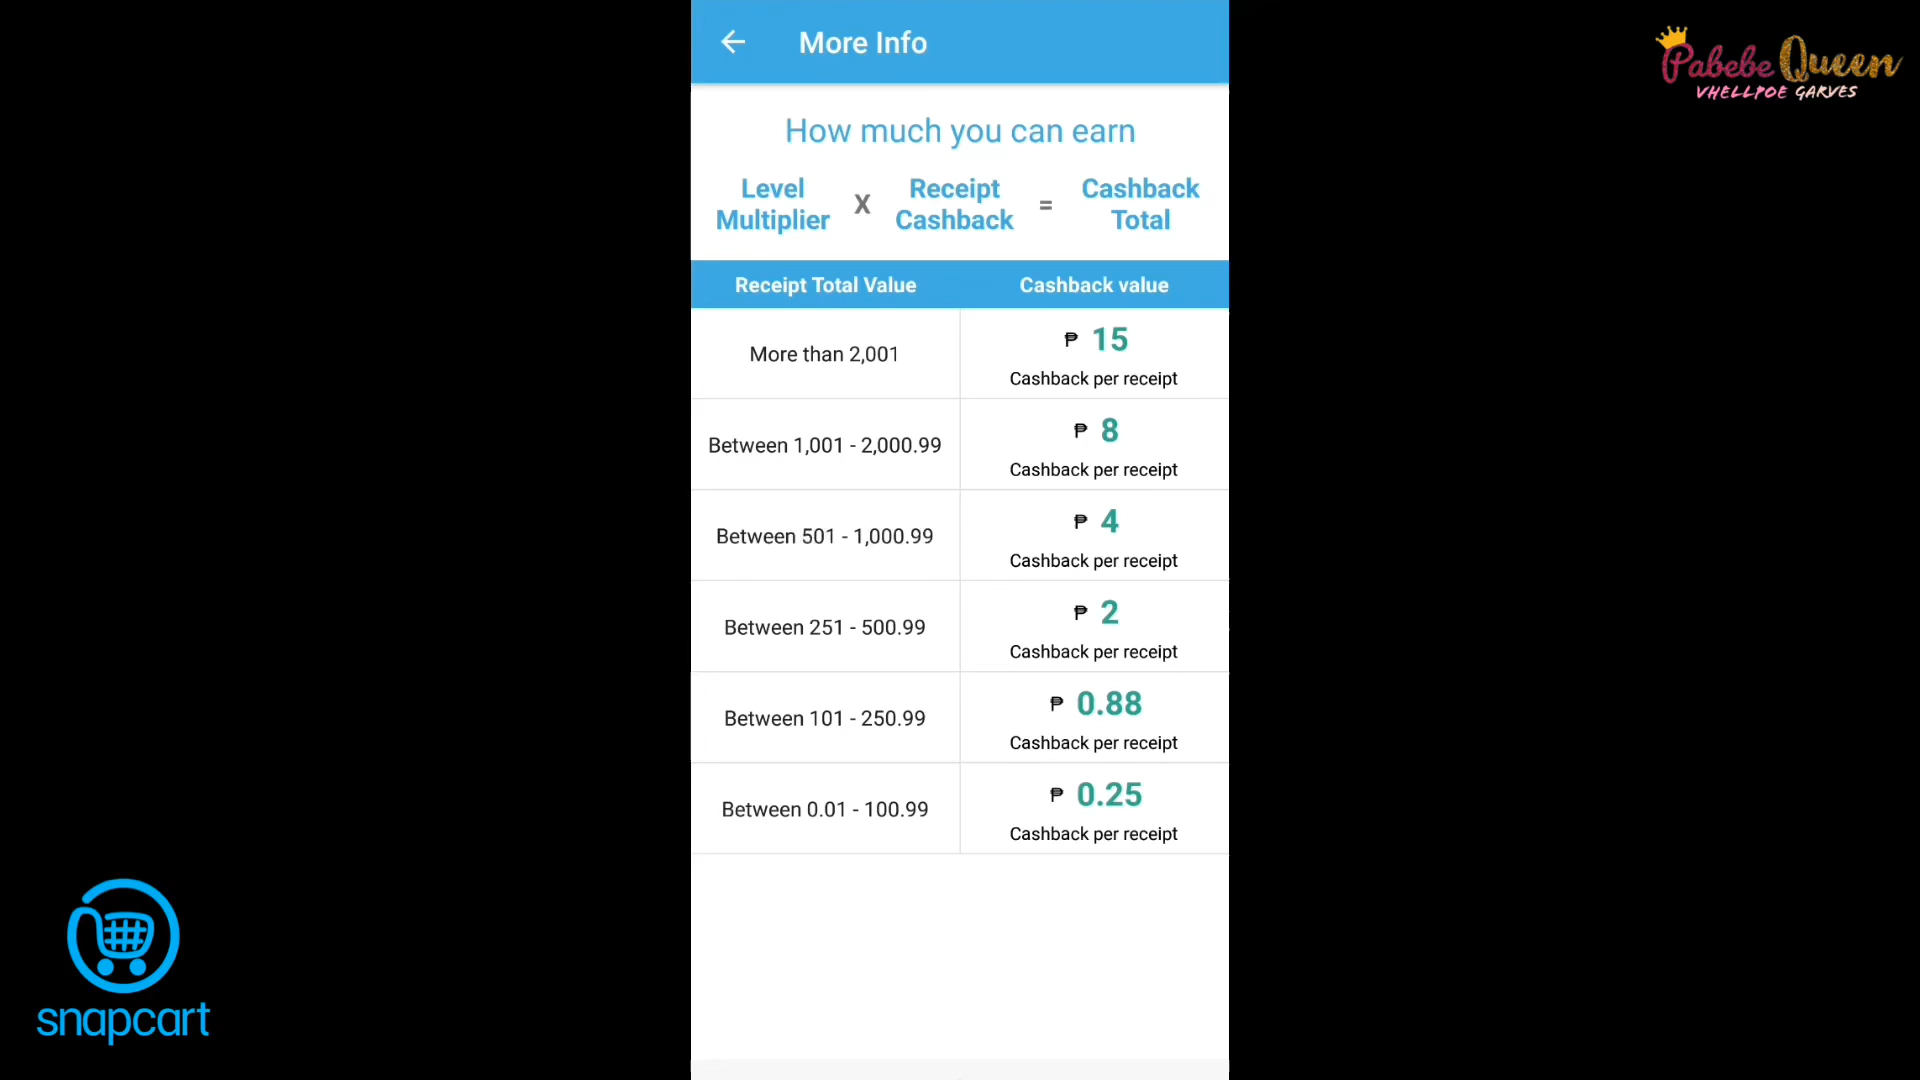 More Info
Pabebe Queen
VHELLPOE GARVES
How much you can earn
Level Multiplier X Receipt Cashback = Cashback Total
Receipt Total Value Cashback value
More than 2,001 ₱ 15
Cashback per receipt
Between 1,001 - 2,000.99 ₱ 8
Cashback per receipt
Between 501 - 1,000.99 ₱ 4
Cashback per receipt
Between 251 - 500.99 ₱ 2
Cashback per receipt
Between 101 - 250.99 ₱ 0.88
Cashback per receipt
Between 0.01 - 100.99 ₱ 0.25
Cashback per receipt
snapcart